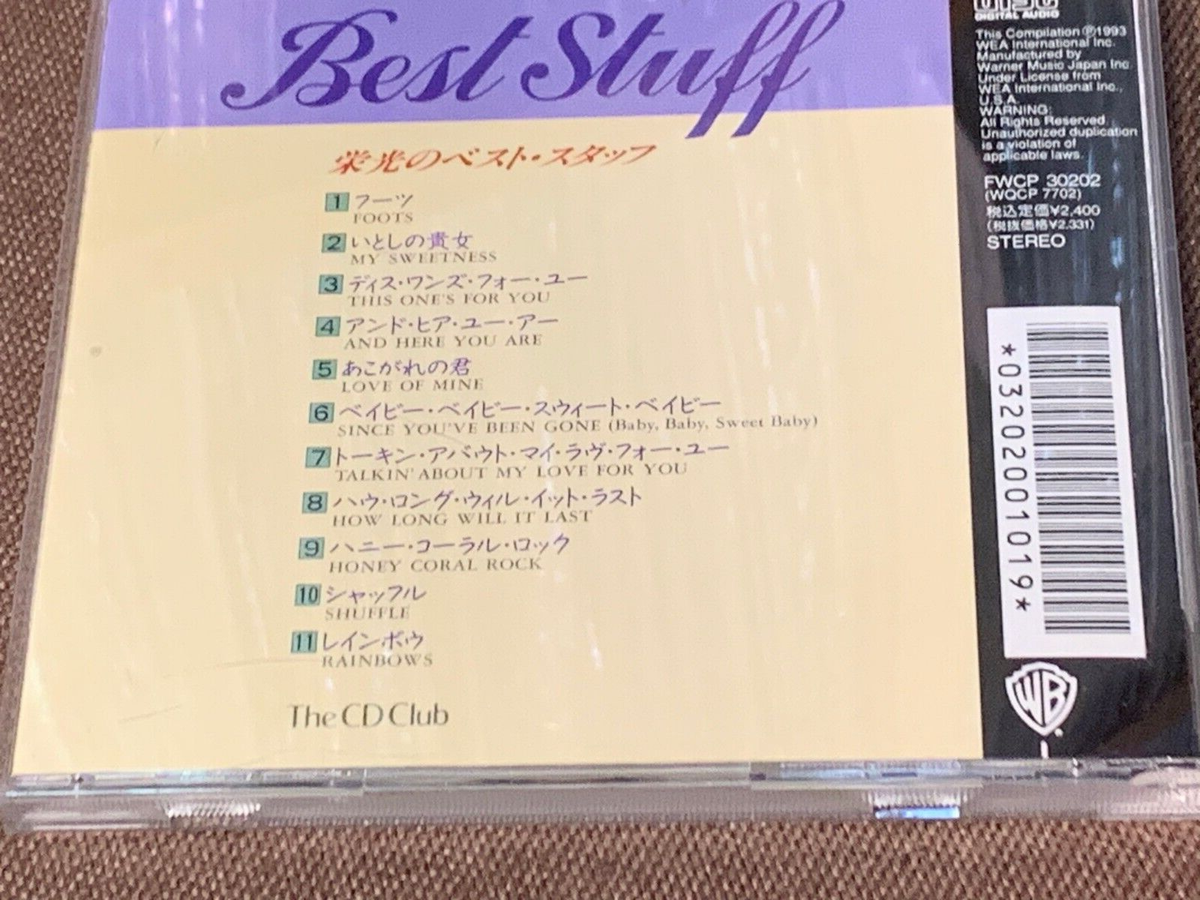 Best Stuff
栄光のベスト・スタッフ
1 フーツ
FOOTS
2 いとしの貴女
MY SWEETNESS
3 ディス・ワンズ・フォー・ユー
THIS ONE'S FOR YOU
4 アンド・ヒア・ユー・アー
AND HERE YOU ARE
5 あこがれの君
LOVE OF MINE
6 ベイビー・ベイビー・スウィート・ベイビー
SINCE YOU'VE BEEN GONE (Baby, Baby, Sweet Baby)
7 トーキン・アバウト・マイ・ラヴ・フォー・ユー
TALKIN' ABOUT MY LOVE FOR YOU
8 ハウ・ロング・ウィル・イット・ラスト
HOW LONG WILL IT LAST
9 ハニー・コーラル・ロック
HONEY CORAL ROCK
10 シャッフル
SHUFFLE
11 レインボウ
RAINBOWS
The CD Club
DIGITAL AUDIO
This Compilation ℗1993
WEA International Inc.
Manufactured by
Warner Music Japan Inc.
Under License from
WEA International Inc.,
U.S.A.
WARNING:
All Rights Reserved.
Unauthorized duplication
is a violation of
applicable laws.
FWCP 30202
(WQCP 7702)
税込定価¥2,400
(税抜価格¥2,331)
STEREO
*03202001019*
WB